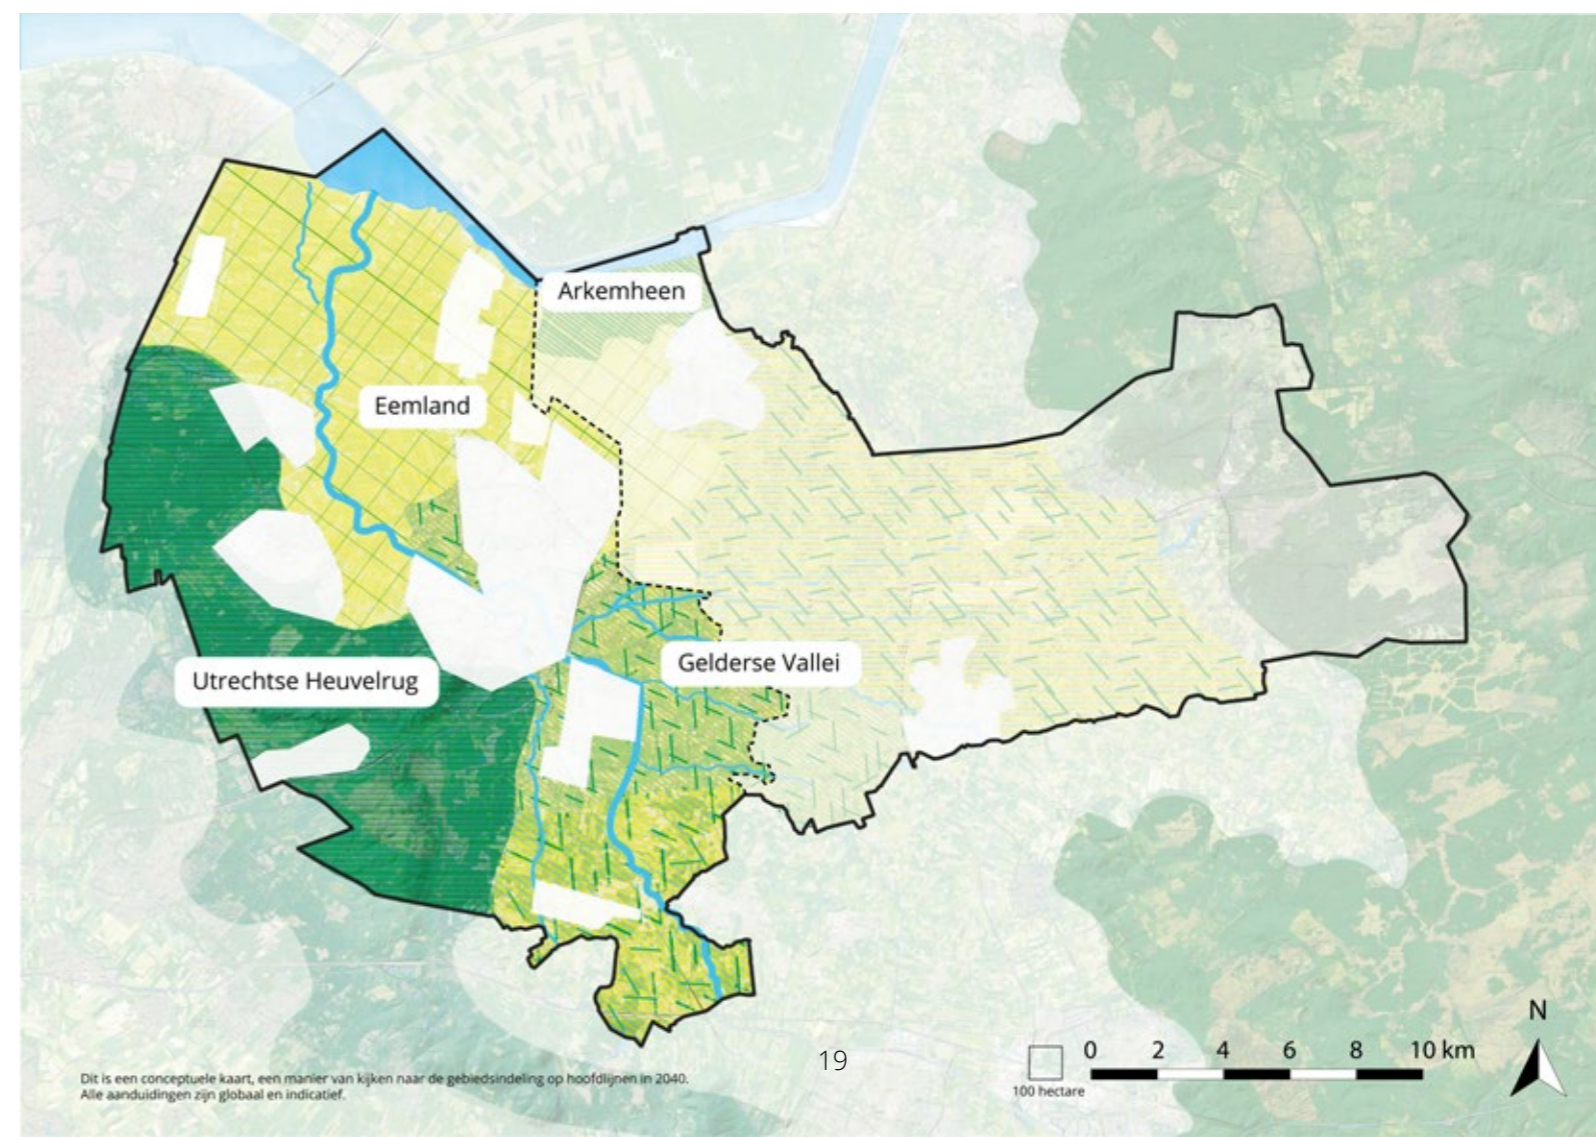 Arkemheen
Eemland
Gelderse Vallei
Utrechtse Heuvelrug
N
19
0 2 4 6 8 10 km
100 hectare
Dit is een conceptuele kaart, een manier van kijken naar de gebiedsindeling op hoofdlijnen in 2040.
Alle aanduidingen zijn globaal en indicatief.